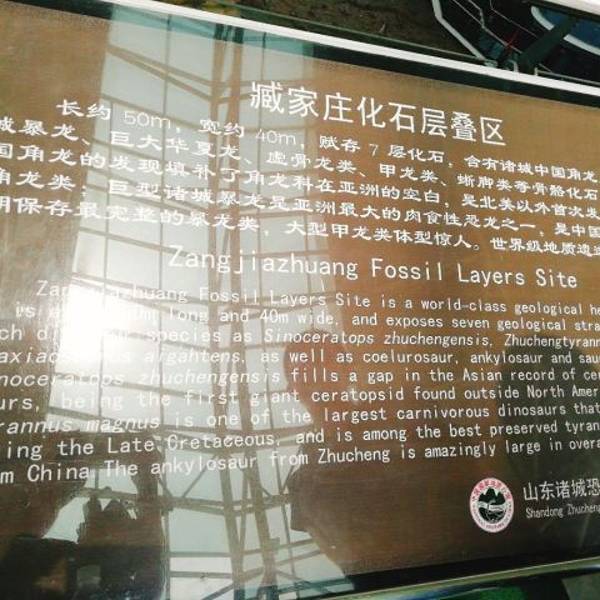 臧家庄化石层叠区
长约 50m，宽约 40m，赋存 7 层化石，含有诸城中国角龙
城暴龙、巨大华夏龙、虚骨龙类、甲龙类、蜥脚类等骨骼化石
国角龙的发现填补了角龙科在亚洲的空白，是北美以外首次发
角龙类；巨型诸城暴龙是亚洲最大的肉食性恐龙之一，是中国
期保存最完整的暴龙类，大型甲龙类体型惊人。世界级地质遗迹
Zangjiazhuang Fossil Layers Site
Zangjiazhuang Fossil Layers Site is a world-class geological he
is long and 40m wide, and exposes seven geological stra
ch species as Sinoceratops zhuchengensis, Zhuchengtyrann
aigahtens, as well as coelurosaur, ankylosaur and sau
noceratops zhuchengensis fills a gap in the Asian record of cer
urs, being the first giant ceratopsid found outside North Amer
yrannus magnus is one of the largest carnivorous dinosaurs that
ing the Late Cretaceous, and is among the best preserved tyran
m China.The ankylosaur from Zhucheng is amazingly large in overa
山东诸城恐
Shandong Zhucheng